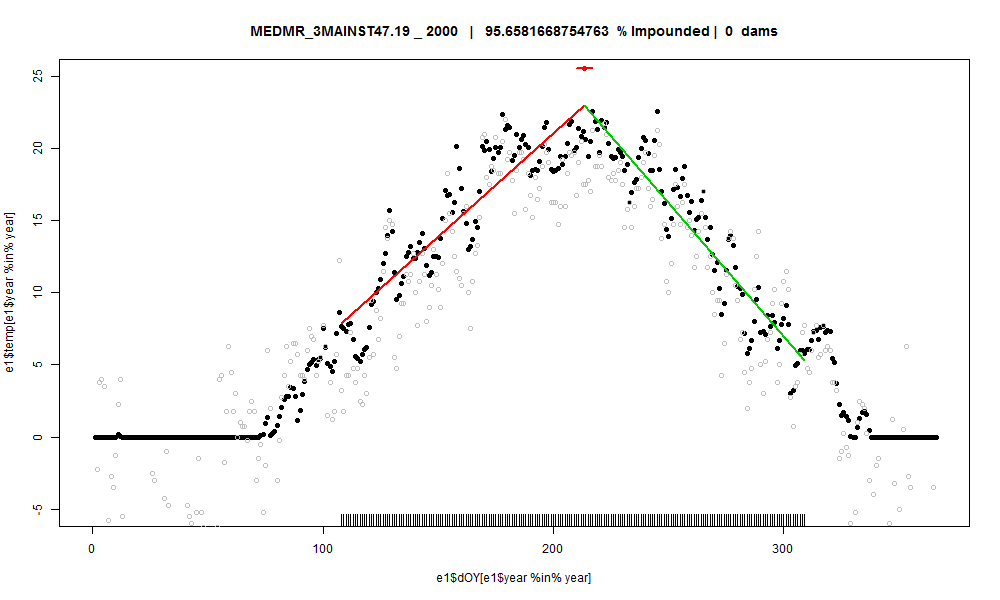 MEDMR_3MAINST47.19 _ 2000 | 95.6581668754763 % Impounded | 0 dams
e1$temp[e1$year %in% year]
25
20
15
10
5
0
-5
0 100 200 300
e1$dOY[e1$year %in% year]